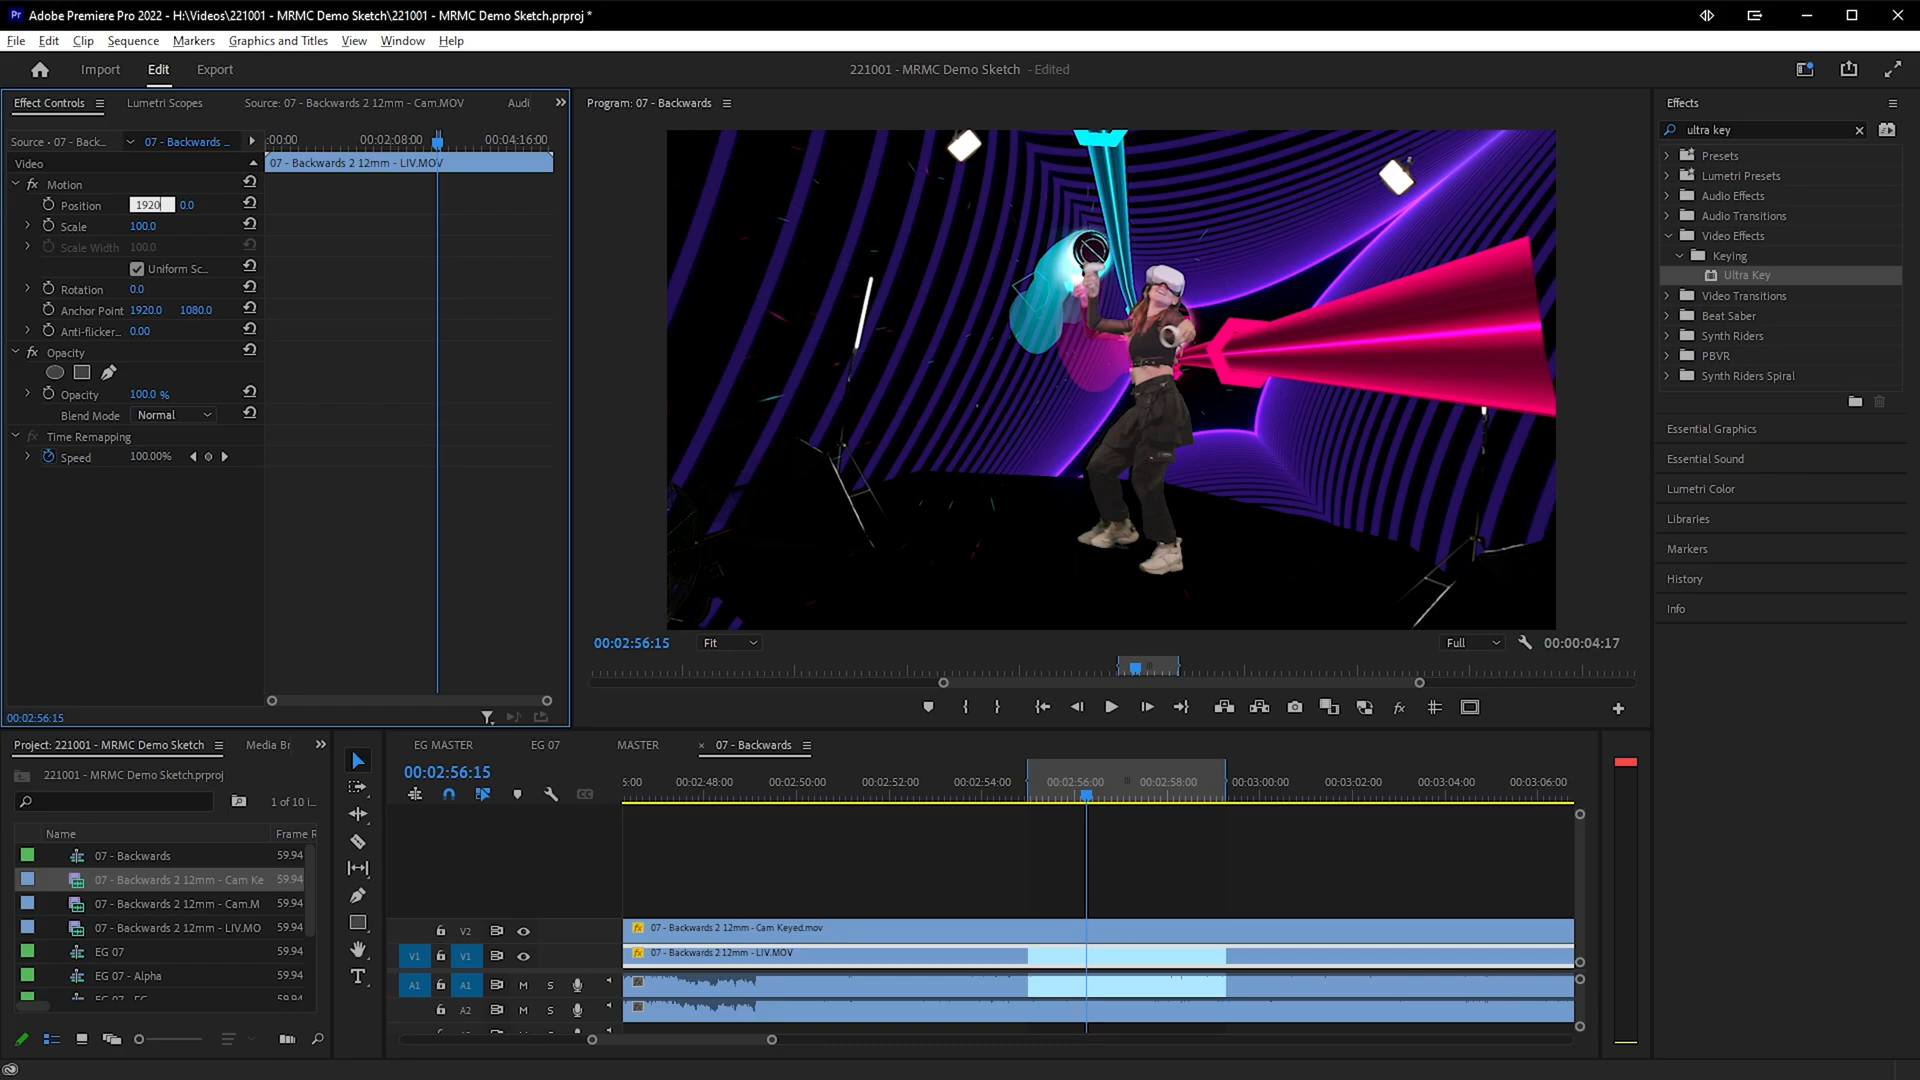 Adobe Premiere Pro 2022 - H:\Videos\221001 - MRMC Demo Sketch\221001 - MRMC Demo Sketch.prproj *
File Edit Clip Sequence Markers Graphics and Titles View Window Help
Import Edit Export
221001 - MRMC Demo Sketch - Edited
Effect Controls Lumetri Scopes Source: 07 - Backwards 2 12mm - Cam.MOV Audi
Source • 07 - Back... 07 - Backwards ...
:00:00 00:02:08:00 00:04:16:00
Video
07 - Backwards 2 12mm - LIV.MOV
fx Motion
Position 1920 0.0
Scale 100.0
Scale Width 100.0
Uniform Sc...
Rotation 0.0
Anchor Point 1920.0 1080.0
Anti-flicker... 0.00
fx Opacity
Opacity 100.0 %
Blend Mode Normal
fx Time Remapping
Speed 100.00%
00:02:56:15
Program: 07 - Backwards
00:02:56:15 Fit Full 00:00:04:17
Effects
ultra key
Presets
Lumetri Presets
Audio Effects
Audio Transitions
Video Effects
Keying
Ultra Key
Video Transitions
Beat Saber
Synth Riders
PBVR
Synth Riders Spiral
Essential Graphics
Essential Sound
Lumetri Color
Libraries
Markers
History
Info
Project: 221001 - MRMC Demo Sketch Media Br
221001 - MRMC Demo Sketch.prproj
1 of 10 i...
Name Frame R
07 - Backwards 59.94
07 - Backwards 2 12mm - Cam Ke 59.94
07 - Backwards 2 12mm - Cam.M 59.94
07 - Backwards 2 12mm - LIV.MO 59.94
EG 07 59.94
EG 07 - Alpha 59.94
EG 07 - EG 59.94
EG MASTER EG 07 MASTER × 07 - Backwards
00:02:56:15
6:00 00:02:48:00 00:02:50:00 00:02:52:00 00:02:54:00 00:02:56:00 00:02:58:00 00:03:00:00 00:03:02:00 00:03:04:00 00:03:06:00
V2
fx 07 - Backwards 2 12mm - Cam Keyed.mov
V1 V1
fx 07 - Backwards 2 12mm - LIV.MOV
A1 A1 M S
A2 M S